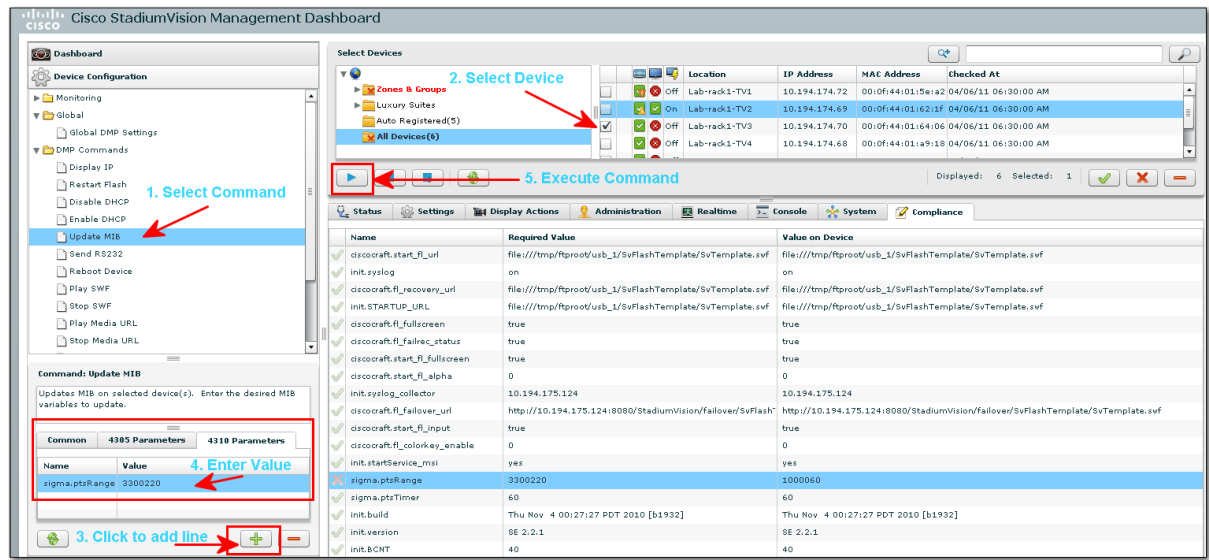 CISCO Cisco StadiumVision Management Dashboard
Dashboard
Device Configuration
Monitoring
Global
Global DMP Settings
DMP Commands
Display IP
Restart Flash
Disable DHCP
Enable DHCP
Update MIB
Send RS232
Reboot Device
Play SWF
Stop SWF
Play Media URL
Stop Media URL
1. Select Command
Command: Update MIB
Updates MIB on selected device(s). Enter the desired MIB
variables to update.
Common 4305 Parameters 4310 Parameters
Name Value
sigma.ptsRange 3300220
4. Enter Value
3. Click to add line
Select Devices
Zones & Groups
Luxury Suites
Auto Registered(5)
All Devices(6)
2. Select Device
Location IP Address MAC Address Checked At
Off Lab-rack1-TV1 10.194.174.72 00:0f:44:01:5e:a2 04/06/11 06:30:00 AM
On Lab-rack1-TV2 10.194.174.69 00:0f:44:01:62:1f 04/06/11 06:30:00 AM
Off Lab-rack1-TV3 10.194.174.70 00:0f:44:01:64:06 04/06/11 06:30:00 AM
Off Lab-rack1-TV4 10.194.174.68 00:0f:44:01:a9:18 04/06/11 06:30:00 AM
5. Execute Command
Displayed: 6 Selected: 1
Status Settings Display Actions Administration Realtime Console System Compliance
Name Required Value Value on Device
ciscocraft.start_fl_url file:///tmp/ftproot/usb_1/SvFlashTemplate/SvTemplate.swf file:///tmp/ftproot/usb_1/SvFlashTemplate/SvTemplate.swf
init.syslog on on
ciscocraft.fl_recovery_url file:///tmp/ftproot/usb_1/SvFlashTemplate/SvTemplate.swf file:///tmp/ftproot/usb_1/SvFlashTemplate/SvTemplate.swf
init.STARTUP_URL file:///tmp/ftproot/usb_1/SvFlashTemplate/SvTemplate.swf file:///tmp/ftproot/usb_1/SvFlashTemplate/SvTemplate.swf
ciscocraft.fl_fullscreen true true
ciscocraft.fl_failrec_status true true
ciscocraft.start_fl_fullscreen true true
ciscocraft.start_fl_alpha 0 0
init.syslog_collector 10.194.175.124 10.194.175.124
ciscocraft.fl_failover_url http://10.194.175.124:8080/StadiumVision/failover/SvFlash http://10.194.175.124:8080/StadiumVision/failover/SvFlashTemplate/SvTemplate.swf
ciscocraft.start_fl_input true true
ciscocraft.fl_colorkey_enable 0 0
init.startService_msi yes yes
sigma.ptsRange 3300220 1000060
sigma.ptsTimer 60 60
init.build Thu Nov 4 00:27:27 PDT 2010 [b1932] Thu Nov 4 00:27:27 PDT 2010 [b1932]
init.version SE 2.2.1 SE 2.2.1
init.BCNT 40 40